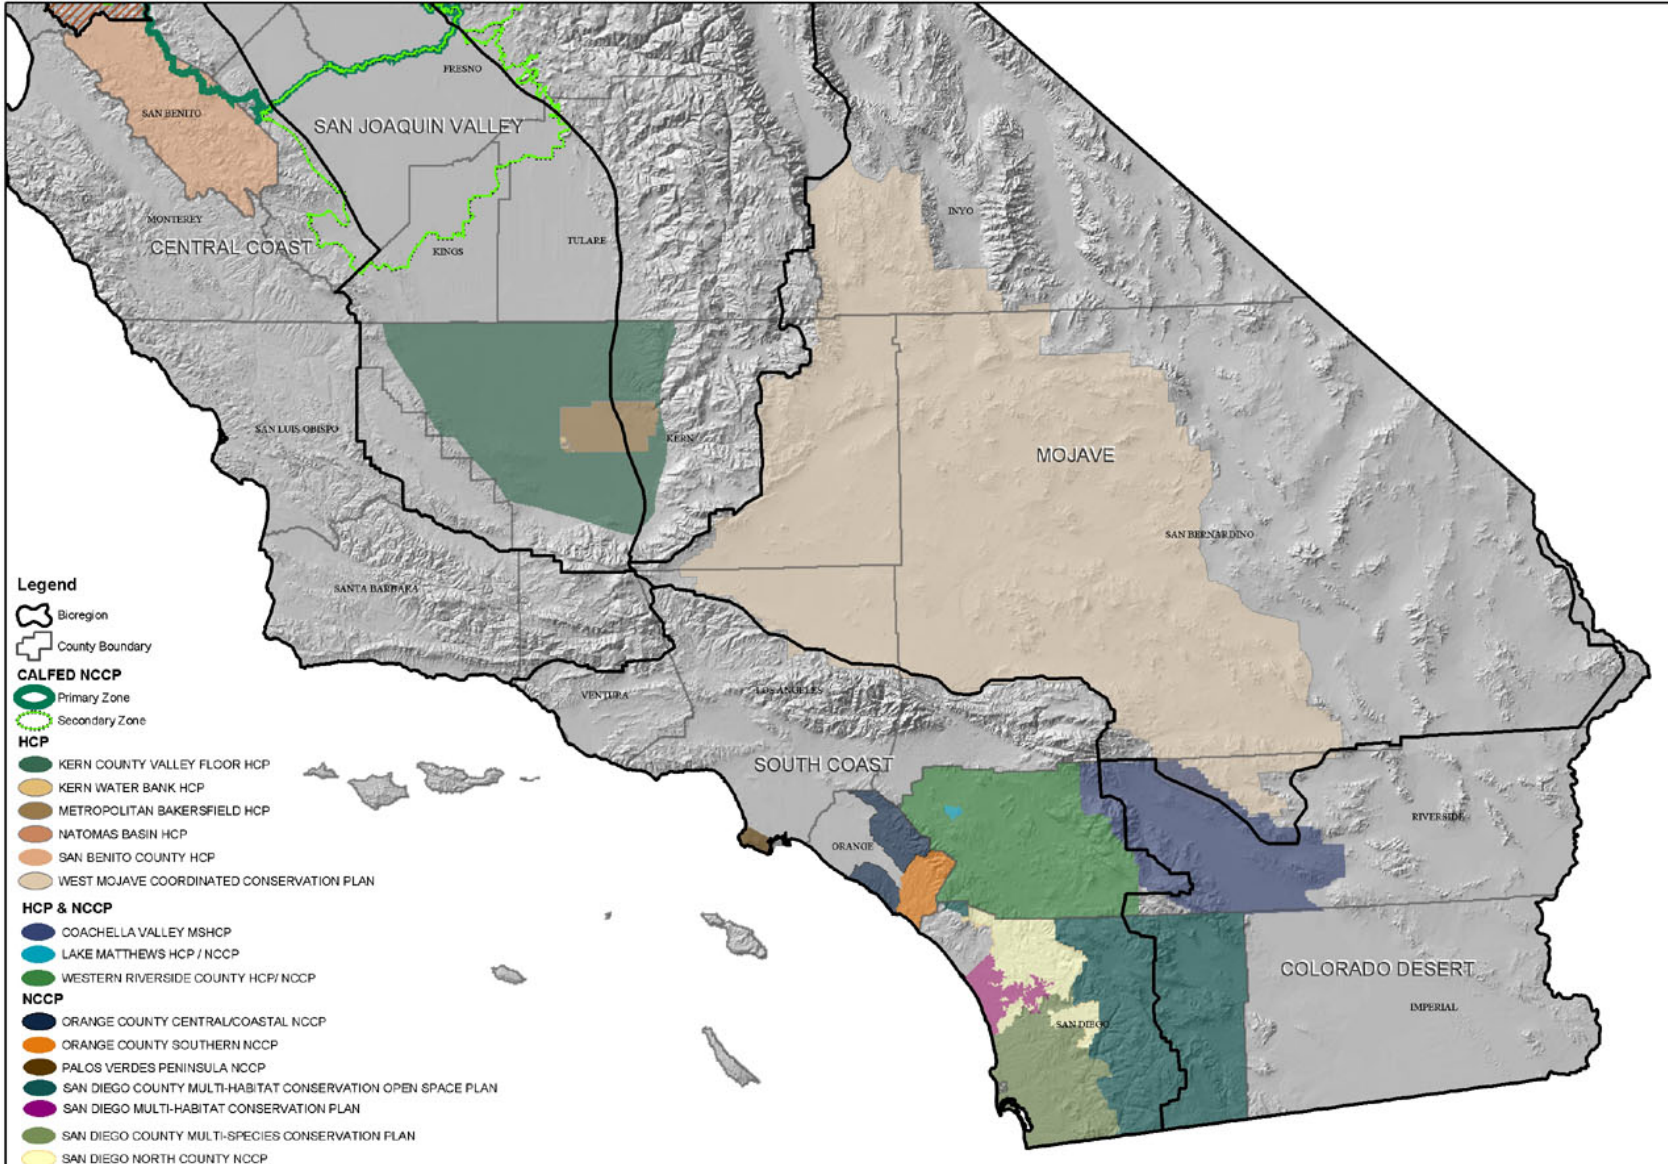 FRESNO
SAN BENITO
SAN JOAQUIN VALLEY
MONTEREY
INYO
CENTRAL COAST
KINGS
TULARE
SAN LUIS OBISPO
KERN
MOJAVE
SAN BERNARDINO
SANTA BARBARA
VENTURA
LOS ANGELES
SOUTH COAST
RIVERSIDE
ORANGE
COLORADO DESERT
IMPERIAL
SAN DIEGO
Legend
Bioregion
County Boundary
CALFED NCCP
Primary Zone
Secondary Zone
HCP
KERN COUNTY VALLEY FLOOR HCP
KERN WATER BANK HCP
METROPOLITAN BAKERSFIELD HCP
NATOMAS BASIN HCP
SAN BENITO COUNTY HCP
WEST MOJAVE COORDINATED CONSERVATION PLAN
HCP & NCCP
COACHELLA VALLEY MSHCP
LAKE MATTHEWS HCP / NCCP
WESTERN RIVERSIDE COUNTY HCP/ NCCP
NCCP
ORANGE COUNTY CENTRAL/COASTAL NCCP
ORANGE COUNTY SOUTHERN NCCP
PALOS VERDES PENINSULA NCCP
SAN DIEGO COUNTY MULTI-HABITAT CONSERVATION OPEN SPACE PLAN
SAN DIEGO MULTI-HABITAT CONSERVATION PLAN
SAN DIEGO COUNTY MULTI-SPECIES CONSERVATION PLAN
SAN DIEGO NORTH COUNTY NCCP